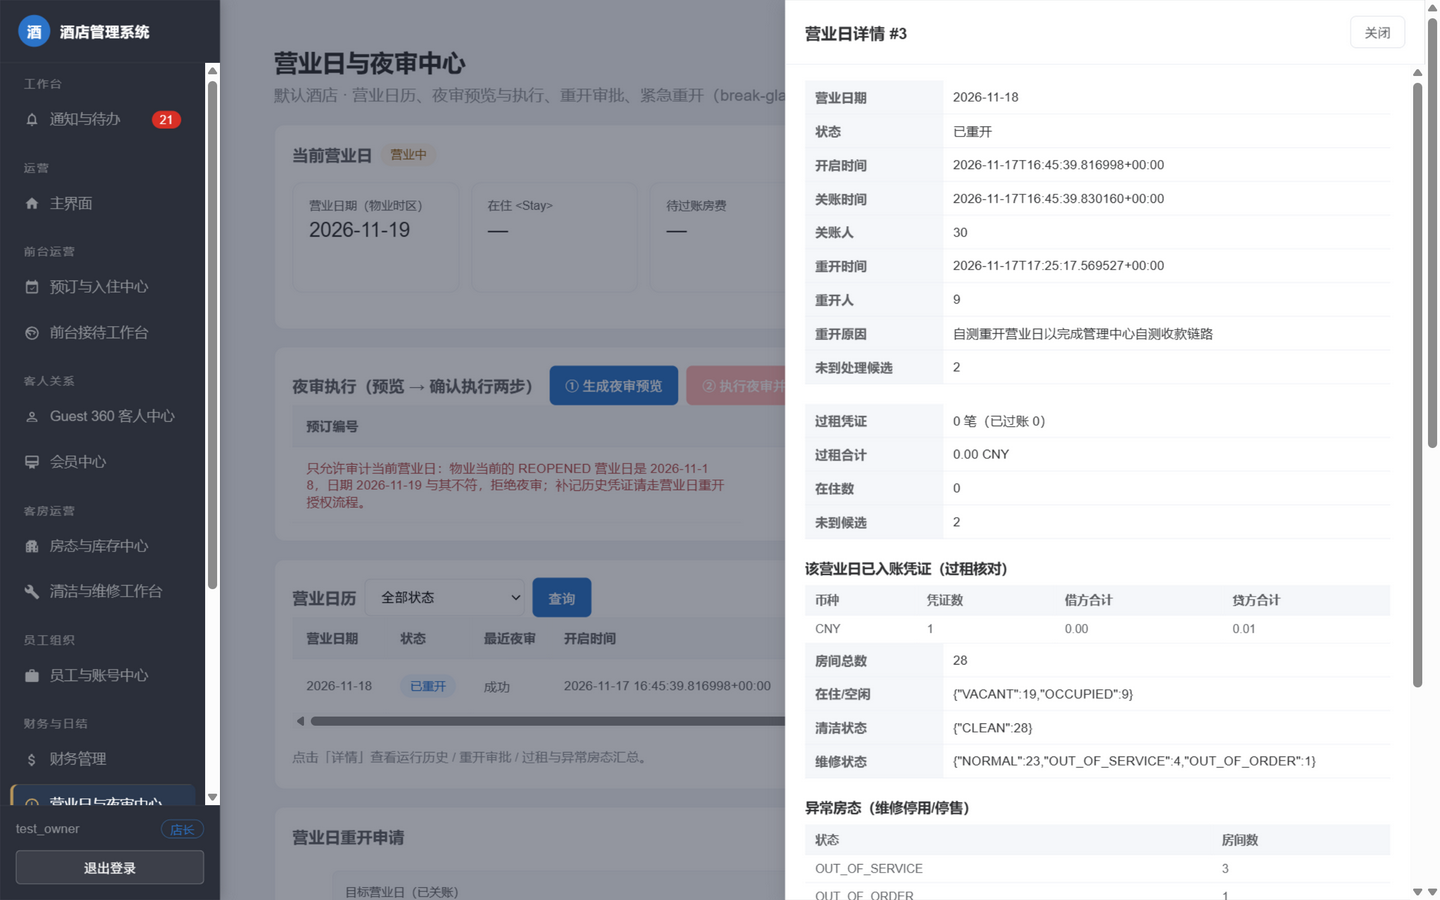 酒
酒店管理系统
工作台
通知与待办
21
运营
主界面
前台运营
预订与入住中心
前台接待工作台
客人关系
Guest 360 客人中心
会员中心
客房运营
房态与库存中心
清洁与维修工作台
员工组织
员工与账号中心
财务与日结
财务管理
营业日与夜审中心
test_owner
店长
退出登录
营业日与夜审中心
默认酒店 · 营业日历、夜审预览与执行、重开审批、紧急重开（break-gla
当前营业日
营业中
营业日期（物业时区）
2026-11-19
在住 <Stay>
—
待过账房费
—
夜审执行（预览 → 确认执行两步）
① 生成夜审预览
② 执行夜审并
预订编号
只允许审计当前营业日：物业当前的 REOPENED 营业日是 2026-11-1
8，日期 2026-11-19 与其不符，拒绝夜审；补记历史凭证请走营业日重开
授权流程。
营业日历
全部状态
查询
营业日期 状态 最近夜审 开启时间
2026-11-18 已重开 成功 2026-11-17 16:45:39.816998+00:00
点击「详情」查看运行历史 / 重开审批 / 过租与异常房态汇总。
营业日重开申请
目标营业日（已关账）
营业日详情 #3
关闭
营业日期 2026-11-18
状态 已重开
开启时间 2026-11-17T16:45:39.816998+00:00
关账时间 2026-11-17T16:45:39.830160+00:00
关账人 30
重开时间 2026-11-17T17:25:17.569527+00:00
重开人 9
重开原因 自测重开营业日以完成管理中心自测收款链路
未到处理候选 2
过租凭证 0 笔（已过账 0）
过租合计 0.00 CNY
在住数 0
未到候选 2
该营业日已入账凭证（过租核对）
币种 凭证数 借方合计 贷方合计
CNY 1 0.00 0.01
房间总数 28
在住/空闲 {"VACANT":19,"OCCUPIED":9}
清洁状态 {"CLEAN":28}
维修状态 {"NORMAL":23,"OUT_OF_SERVICE":4,"OUT_OF_ORDER":1}
异常房态（维修停用/停售）
状态 房间数
OUT_OF_SERVICE 3
OUT_OF_ORDER 1